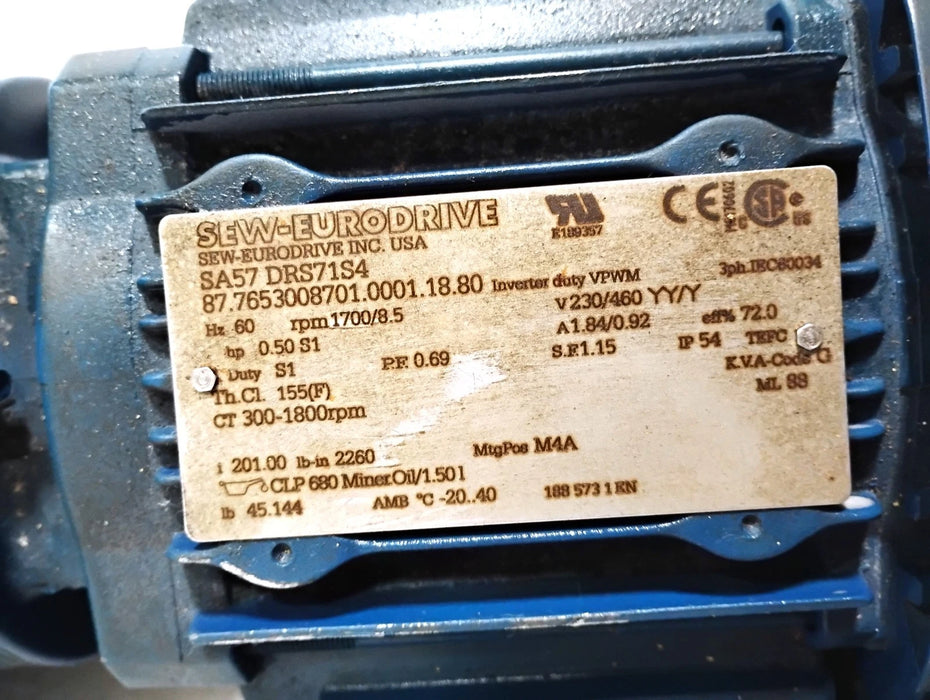 SEW-EURODRIVE
SEW-EURODRIVE INC. USA
E189357
CE
SA57 DRS71S4
3ph.IEC60034
87.7653008701.0001.18.80 Inverter duty VPWM
Hz 60 rpm 1700/8.5 V 230/460 YY/Y
hp 0.50 S1 A 1.84/0.92 eff% 72.0
Duty S1 P.F. 0.69 S.F.1.15 IP 54 TEFC
Th.Cl. 155(F) K.V.A-Code G
CT 300-1800rpm ML SS
i 201.00 lb-in 2260 MtgPos M4A
CLP 680 Miner.Oil/1.50 l
lb 45.144 AMB °C -20..40 188 573 1 EN